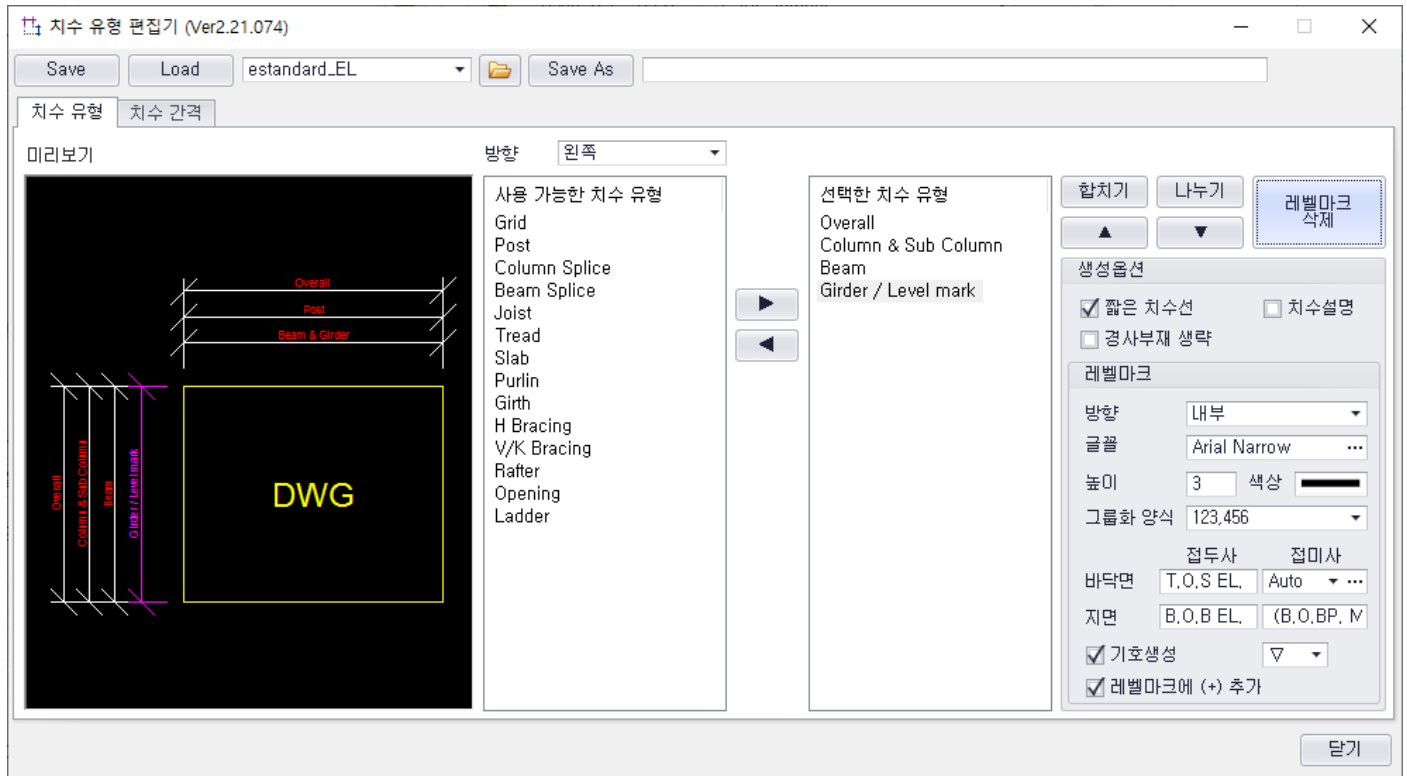 치수 유형 편집기 (Ver2.21.074)
Save Load estandard_EL Save As
치수 유형 치수 간격
미리보기
방향 왼쪽
Overall
Post
Beam & Girder
Overall
Column & Sub Column
Beam
Girder / Level mark
DWG
사용 가능한 치수 유형
Grid
Post
Column Splice
Beam Splice
Joist
Tread
Slab
Purlin
Girth
H Bracing
V/K Bracing
Rafter
Opening
Ladder
▶
◀
선택한 치수 유형
Overall
Column & Sub Column
Beam
Girder / Level mark
합치기 나누기 레벨마크
삭제
▲ ▼
생성옵션
짧은 치수선 치수설명
경사부재 생략
레벨마크
방향 내부
글꼴 Arial Narrow ...
높이 3 색상
그룹화 양식 123,456
접두사 접미사
바닥면 T.O.S EL. Auto ...
지면 B.O.B EL. (B.O.BP. M
기호생성 ▽
레벨마크에 (+) 추가
닫기